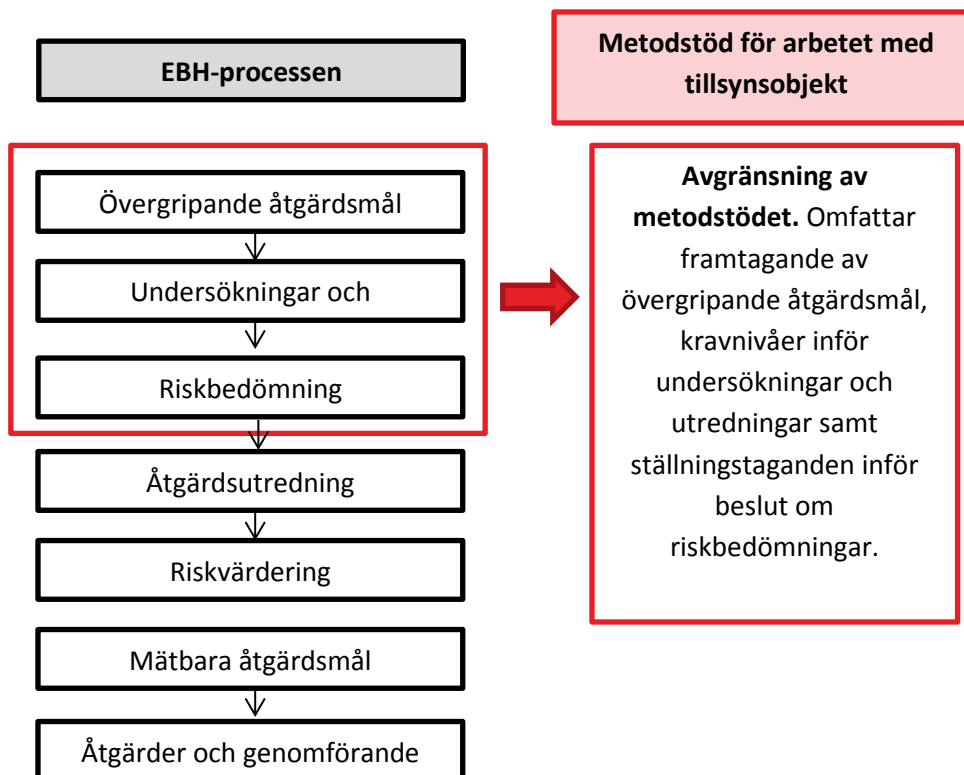 EBH-processen
Övergripande åtgärdsmål
Undersökningar och
Riskbedömning
Åtgärdsutredning
Riskvärdering
Mätbara åtgärdsmål
Åtgärder och genomförande
Metodstöd för arbetet med
tillsynsobjekt
Avgränsning av
metodstödet. Omfattar
framtagande av
övergripande åtgärdsmål,
kravnivåer inför
undersökningar och
utredningar samt
ställningstaganden inför
beslut om
riskbedömningar.